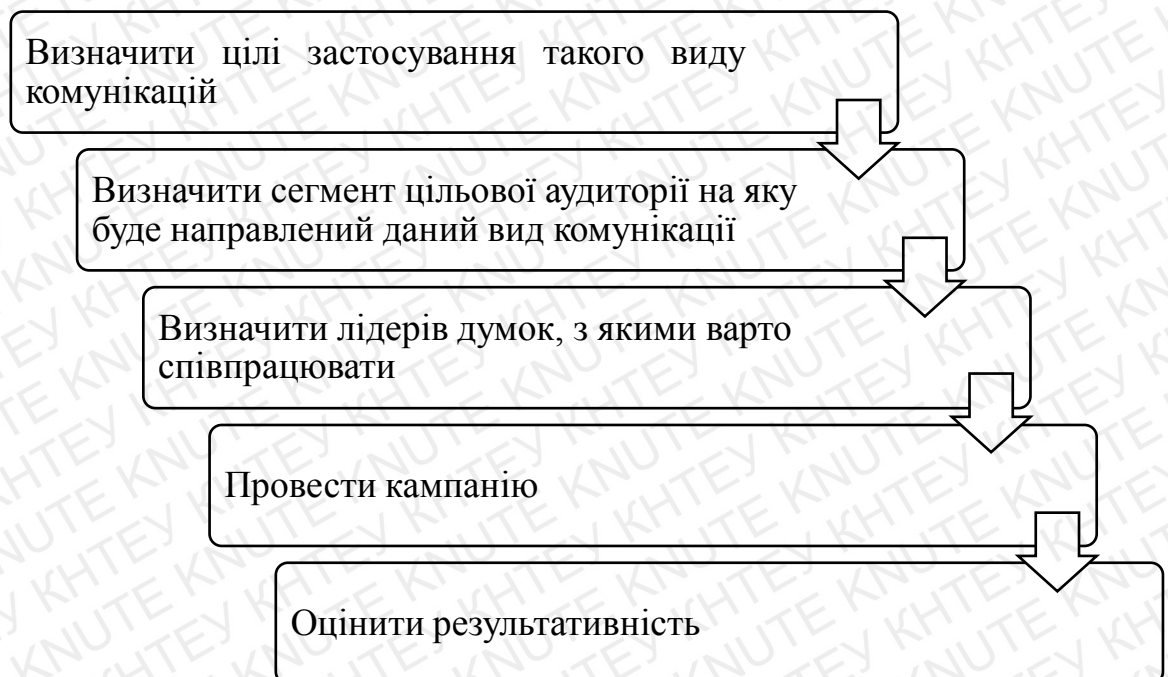 Визначити цілі застосування такого виду
комунікацій
Визначити сегмент цільової аудиторії на яку
буде направлений даний вид комунікації
Визначити лідерів думок, з якими варто
співпрацювати
Провести кампанію
Оцінити результативність